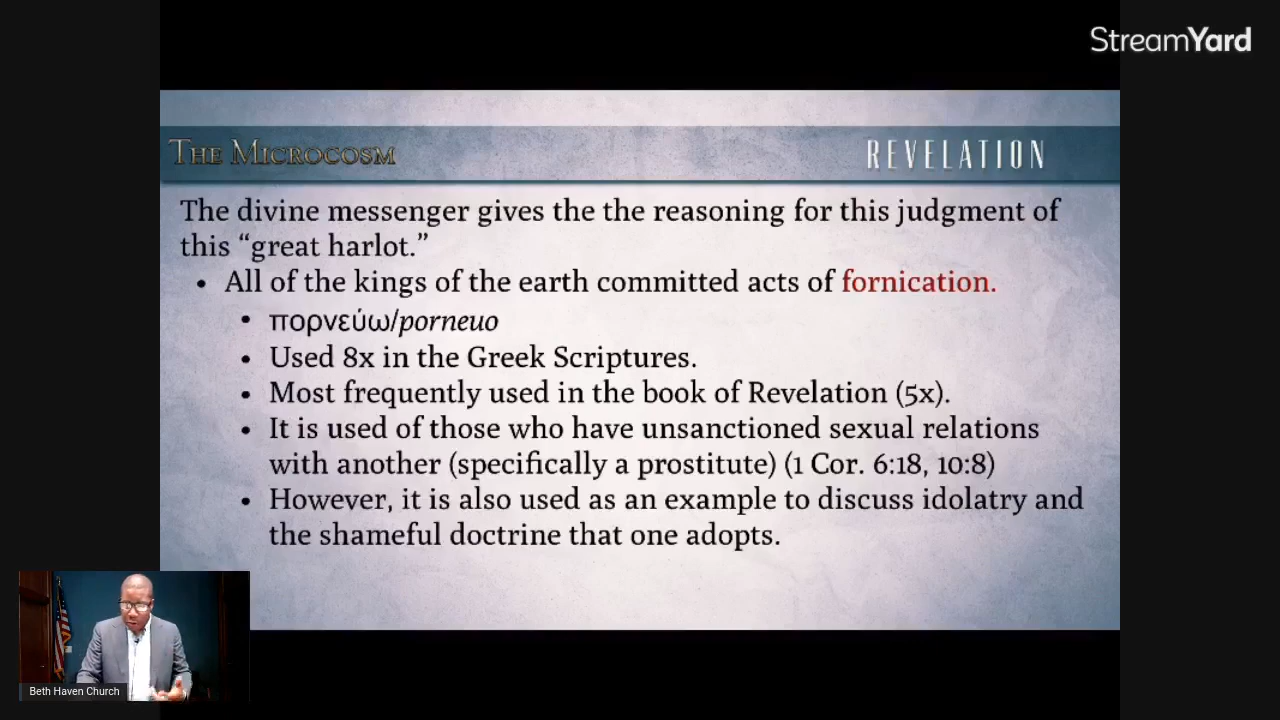 StreamYard
THE MICROCOSM
REVELATION
The divine messenger gives the the reasoning for this judgment of
this “great harlot.”
• All of the kings of the earth committed acts of fornication.
• πορνεύω/porneuo
• Used 8x in the Greek Scriptures.
• Most frequently used in the book of Revelation (5x).
• It is used of those who have unsanctioned sexual relations
with another (specifically a prostitute) (1 Cor. 6:18, 10:8)
• However, it is also used as an example to discuss idolatry and
the shameful doctrine that one adopts.
Beth Haven Church